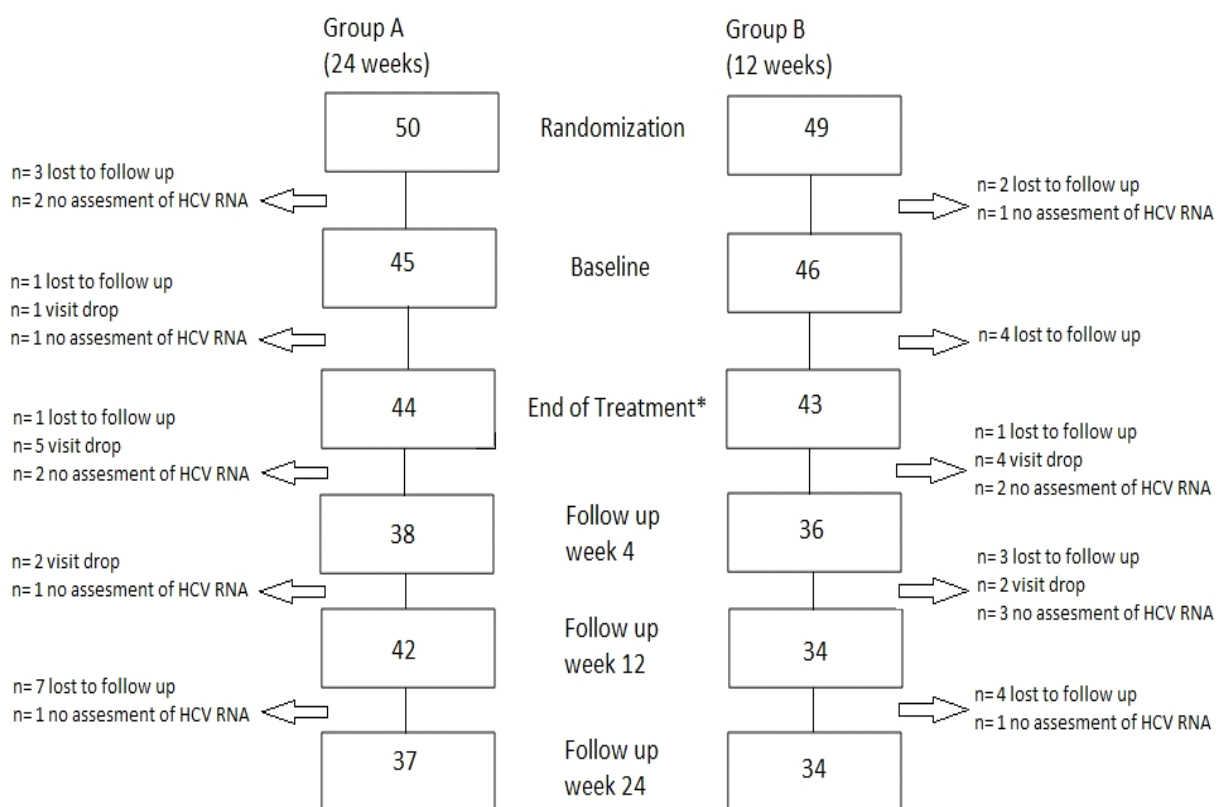 Group A
(24 weeks)
Group B
(12 weeks)
50
Randomization
49
n= 3 lost to follow up
n= 2 no assesment of HCV RNA
n= 2 lost to follow up
n= 1 no assesment of HCV RNA
45
Baseline
46
n= 1 lost to follow up
n= 1 visit drop
n= 1 no assesment of HCV RNA
n= 4 lost to follow up
44
End of Treatment*
43
n= 1 lost to follow up
n= 5 visit drop
n= 2 no assesment of HCV RNA
n= 1 lost to follow up
n= 4 visit drop
n= 2 no assesment of HCV RNA
38
Follow up
week 4
36
n= 2 visit drop
n= 1 no assesment of HCV RNA
n= 3 lost to follow up
n= 2 visit drop
n= 3 no assesment of HCV RNA
42
Follow up
week 12
34
n= 7 lost to follow up
n= 1 no assesment of HCV RNA
n= 4 lost to follow up
n= 1 no assesment of HCV RNA
37
Follow up
week 24
34